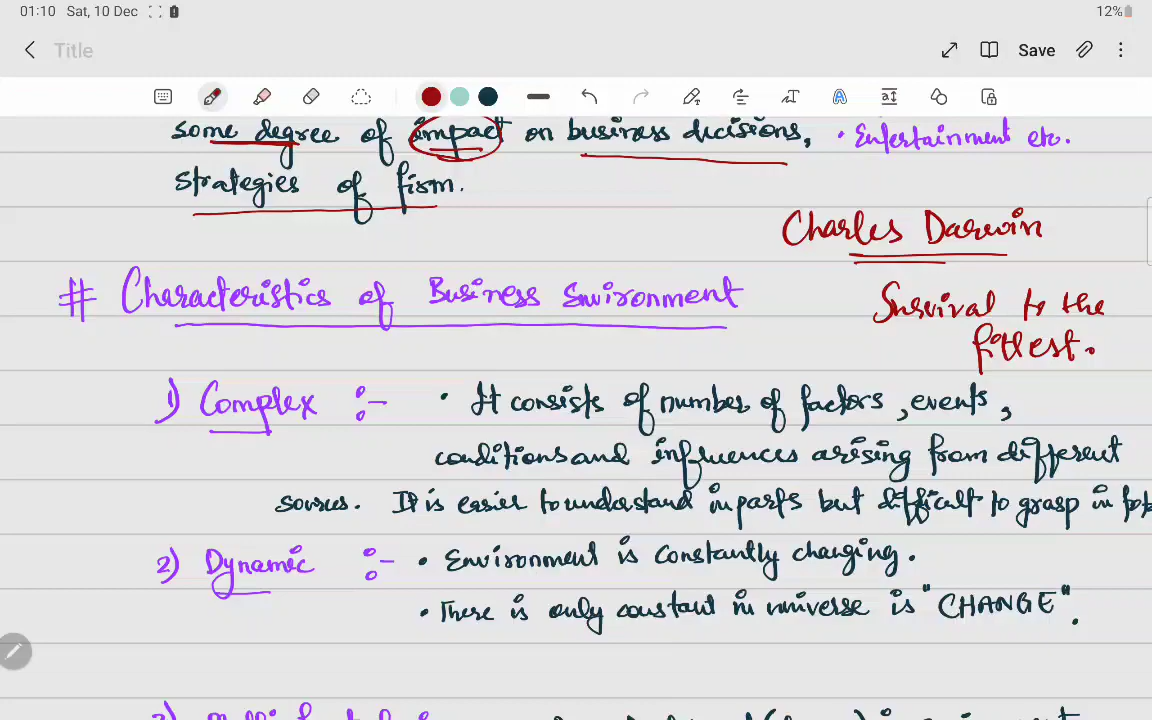 01:10 Sat, 10 Dec 12%
Title Save
some degree of impact on business decisions, • Entertainment etc.
strategies of firm.
Charles Darwin
# Characteristics of Business Environment
Survival to the
fittest.
1) Complex :- • It consists of number of factors, events,
conditions and influences arising from different
sources. It is easier to understand in parts but difficult to grasp in
2) Dynamic :- • Environment is constantly changing.
• There is only constant in universe is "CHANGE".
3)